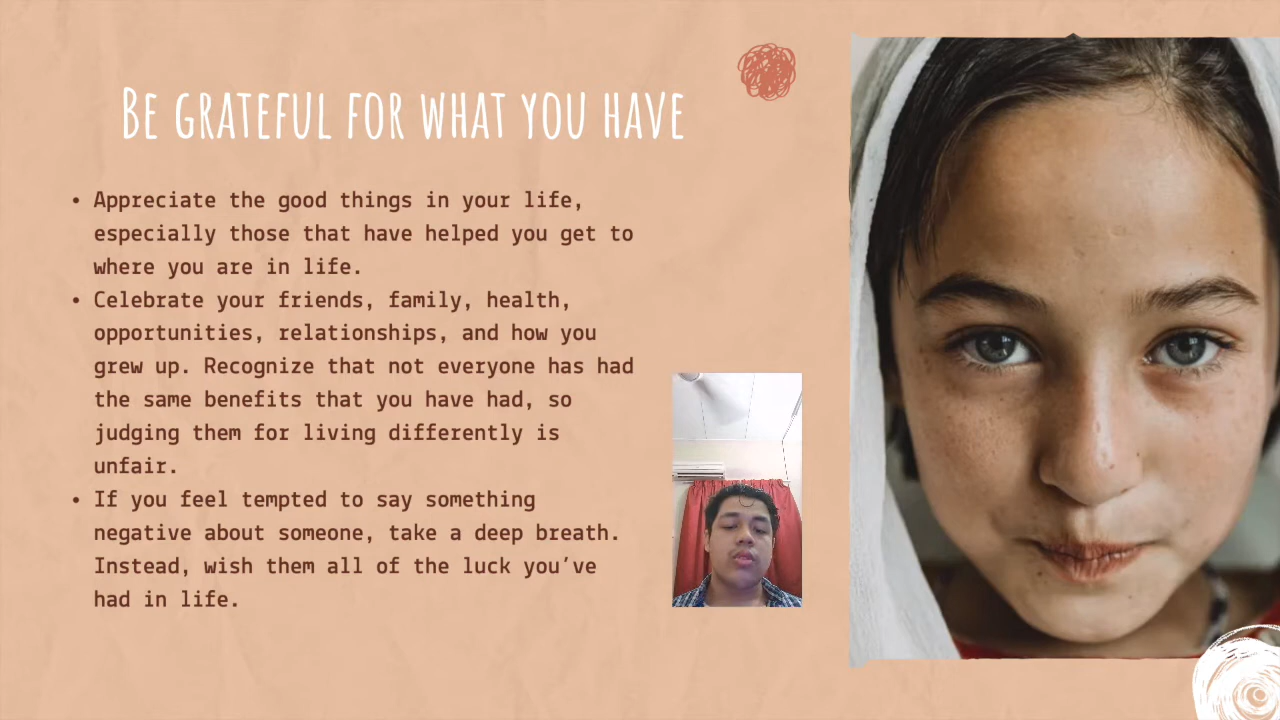 Be grateful for what you have
• Appreciate the good things in your life,
especially those that have helped you get to
where you are in life.
• Celebrate your friends, family, health,
opportunities, relationships, and how you
grew up. Recognize that not everyone has had
the same benefits that you have had, so
judging them for living differently is
unfair.
• If you feel tempted to say something
negative about someone, take a deep breath.
Instead, wish them all of the luck you’ve
had in life.